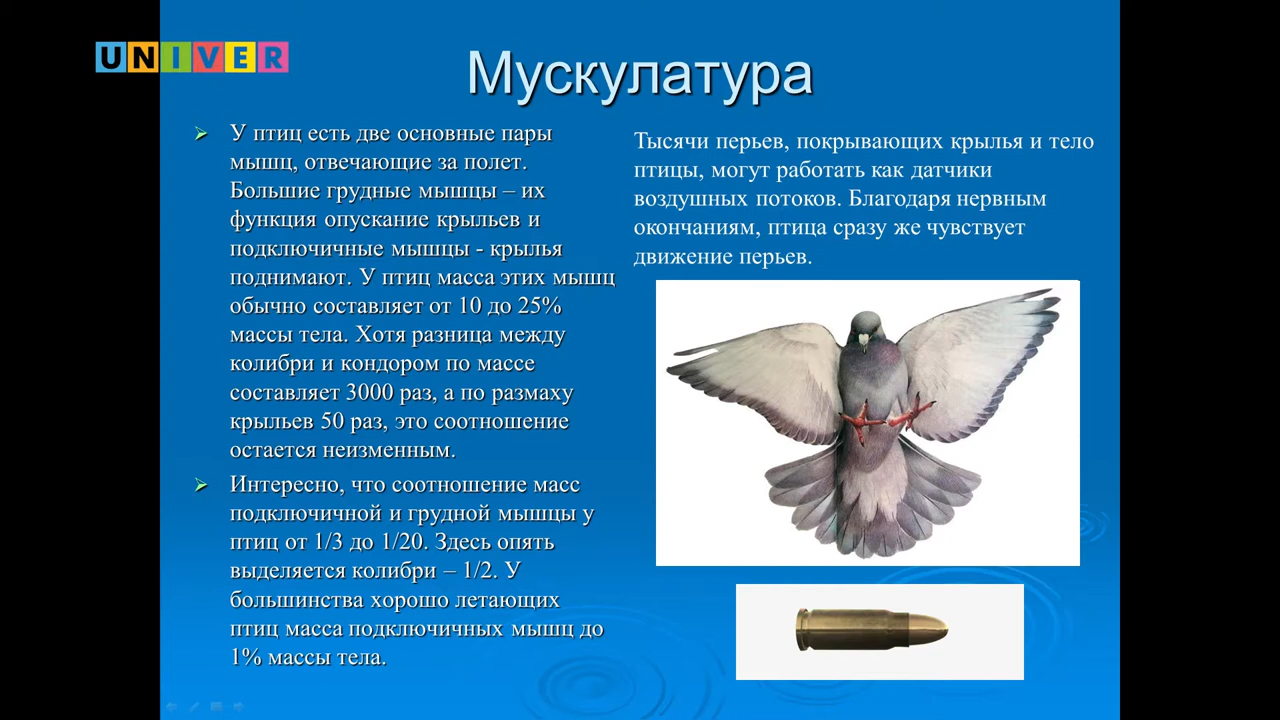 UNIVER
Мускулатура
У птиц есть две основные пары
мышц, отвечающие за полет.
Большие грудные мышцы – их
функция опускание крыльев и
подключичные мышцы - крылья
поднимают. У птиц масса этих мышц
обычно составляет от 10 до 25%
массы тела. Хотя разница между
колибри и кондором по массе
составляет 3000 раз, а по размаху
крыльев 50 раз, это соотношение
остается неизменным.
Интересно, что соотношение масс
подключичной и грудной мышцы у
птиц от 1/3 до 1/20. Здесь опять
выделяется колибри – 1/2. У
большинства хорошо летающих
птиц масса подключичных мышц до
1% массы тела.
Тысячи перьев, покрывающих крылья и тело
птицы, могут работать как датчики
воздушных потоков. Благодаря нервным
окончаниям, птица сразу же чувствует
движение перьев.